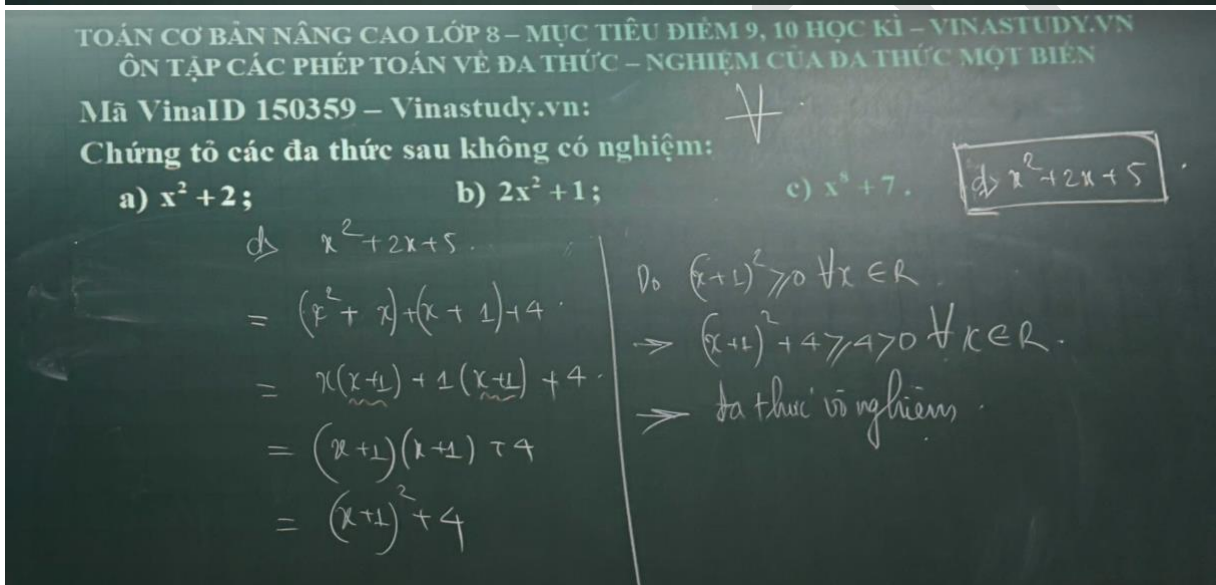 TOÁN CƠ BẢN NÂNG CAO LỚP 8 – MỤC TIÊU ĐIỂM 9, 10 HỌC KÌ – VINASTUDY.VN
ÔN TẬP CÁC PHÉP TOÁN VỀ ĐA THỨC – NGHIỆM CỦA ĐA THỨC MỘT BIẾN
Mã VinaID 150359 – Vinastudy.vn:
∀
Chứng tỏ các đa thức sau không có nghiệm:
a) x² + 2; b) 2x² + 1; c) x⁸ + 7. d) x² + 2x + 5
d) x² + 2x + 5.
= (x² + x) + (x + 1) + 4.
= x(x+1) + 1(x+1) + 4.
= (x+1)(x+1) + 4
= (x+1)² + 4
Do (x+1)² ⩾ 0 ∀x ∈ R
→ (x+1)² + 4 ⩾ 4 > 0 ∀x ∈ R.
→ đa thức vô nghiệm.